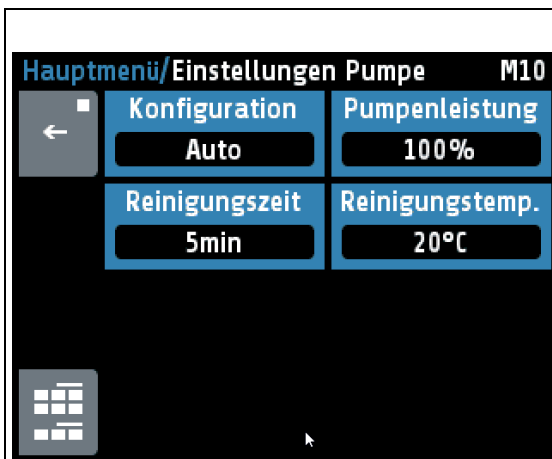 Hauptmenü/Einstellungen Pumpe M10
Konfiguration Pumpenleistung
Auto 100%
Reinigungszeit Reinigungstemp.
5min 20°C